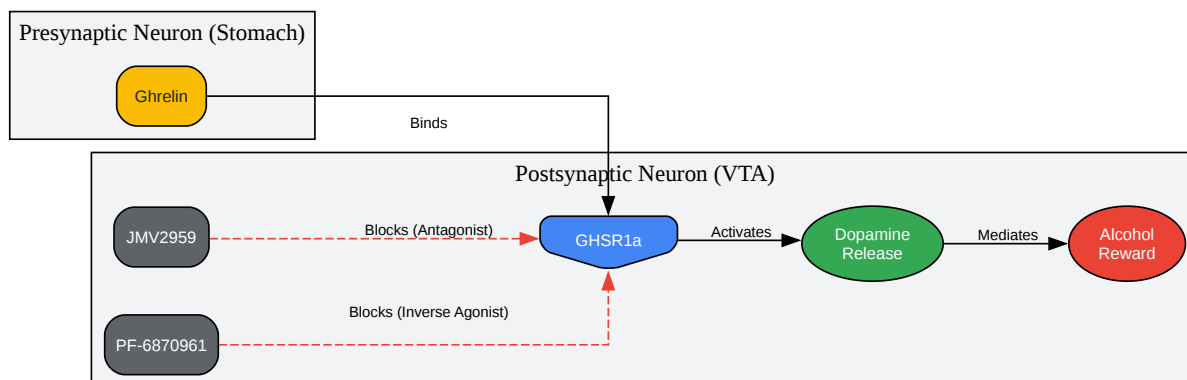 Presynaptic Neuron (Stomach)
Ghrelin
Binds
Postsynaptic Neuron (VTA)
JMV2959
Blocks (Antagonist)
GHSR1a
Activates
Dopamine
Release
Mediates
Alcohol
Reward
Blocks (Inverse Agonist)
PF-6870961